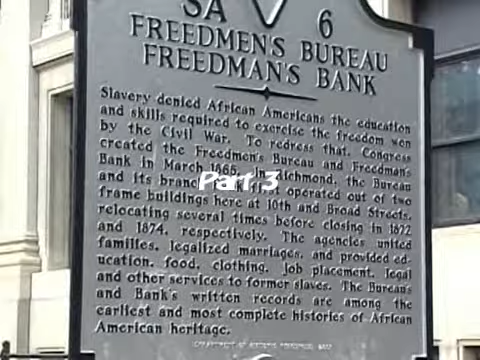 SA 6
FREEDMEN'S BUREAU
FREEDMAN'S BANK
Slavery denied African Americans the education
and skills required to exercise the freedom won
by the Civil War. To redress that, Congress
created the Freedmen's Bureau and Freedman's
Bank in March 1865. In Richmond, the Bureau
and its branch operated out of two
Part 3
frame buildings here at 10th and Broad Streets,
relocating several times before closing in 1872
and 1874, respectively. The agencies united
families, legalized marriages, and provided ed-
ucation, food, clothing, job placement, legal
and other services to former slaves. The Bureau's
and Bank's written records are among the
earliest and most complete histories of African
American heritage.
DEPARTMENT OF HISTORIC RESOURCES,